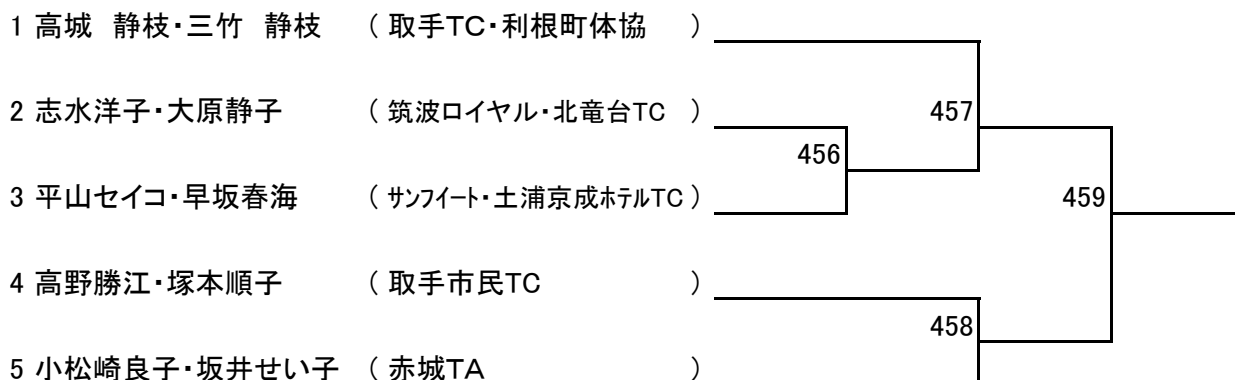 1 高城　静枝・三竹　静枝　（ 取手TC・利根町体協　）
457
2 志水洋子・大原静子　（ 筑波ロイヤル・北竜台TC　）
456
3 平山セイコ・早坂春海　（ ｻﾝﾌｲｰﾄ・土浦京成ﾎﾃﾙTC ）
459
4 高野勝江・塚本順子　（ 取手市民TC　）
458
5 小松崎良子・坂井せい子　（ 赤城TA　）